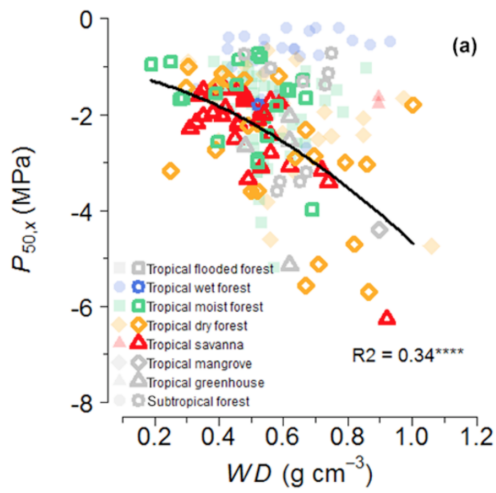 (a)
0
-2
-4
-6
-8
P50,x (MPa)
Tropical flooded forest
Tropical wet forest
Tropical moist forest
Tropical dry forest
Tropical savanna
Tropical mangrove
Tropical greenhouse
Subtropical forest
R2 = 0.34****
0.2 0.4 0.6 0.8 1.0 1.2
WD (g cm−3)